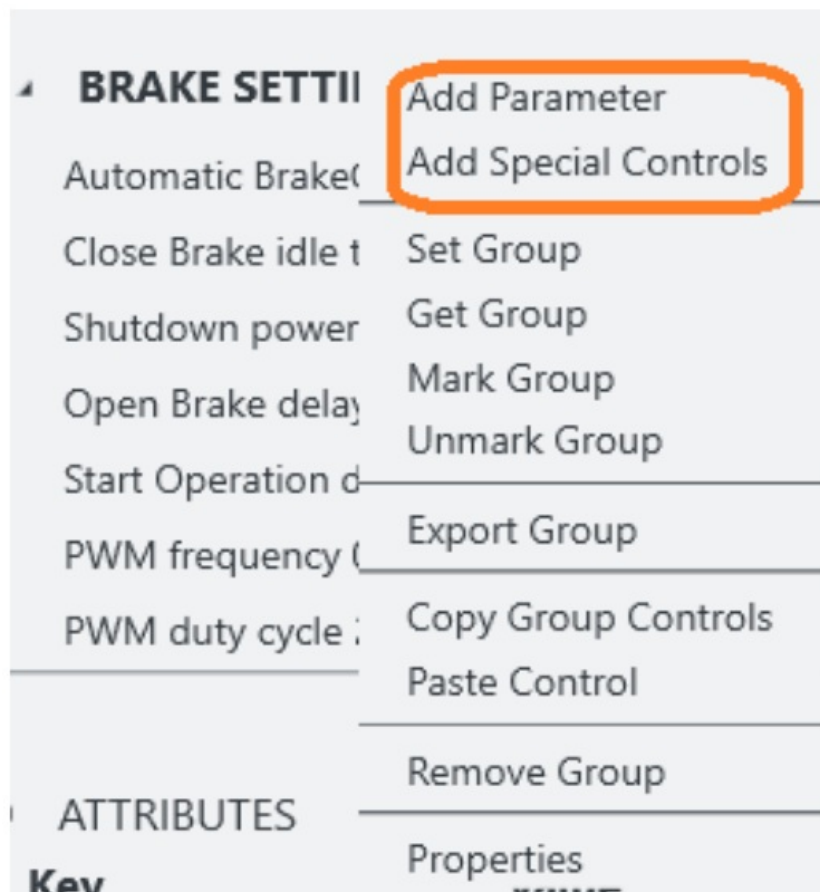 BRAKE SETTI
Automatic Brake
Close Brake idle t
Shutdown power
Open Brake delay
Start Operation d
PWM frequency
PWM duty cycle
ATTRIBUTES
Key
Add Parameter
Add Special Controls
Set Group
Get Group
Mark Group
Unmark Group
Export Group
Copy Group Controls
Paste Control
Remove Group
Properties